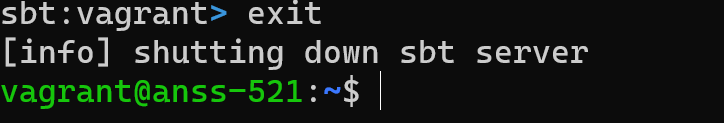 sbt:vagrant> exit
[info] shutting down sbt server
vagrant@anss-521:~$